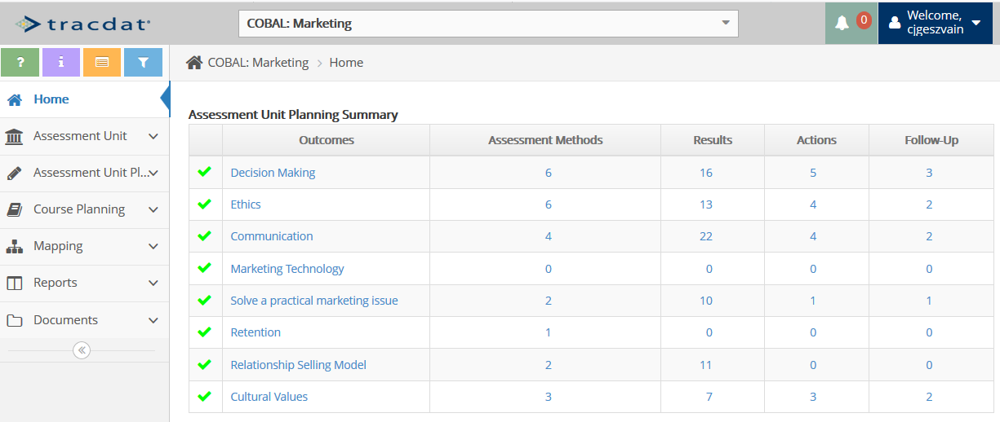 tracdat
COBAL: Marketing
0
Welcome,
cjgeszvain
? i
COBAL: Marketing > Home
Home
Assessment Unit
Assessment Unit Pl...
Course Planning
Mapping
Reports
Documents
Assessment Unit Planning Summary
Outcomes Assessment Methods Results Actions Follow-Up
Decision Making 6 16 5 3
Ethics 6 13 4 2
Communication 4 22 4 2
Marketing Technology 0 0 0 0
Solve a practical marketing issue 2 10 1 1
Retention 1 0 0 0
Relationship Selling Model 2 11 0 0
Cultural Values 3 7 3 2